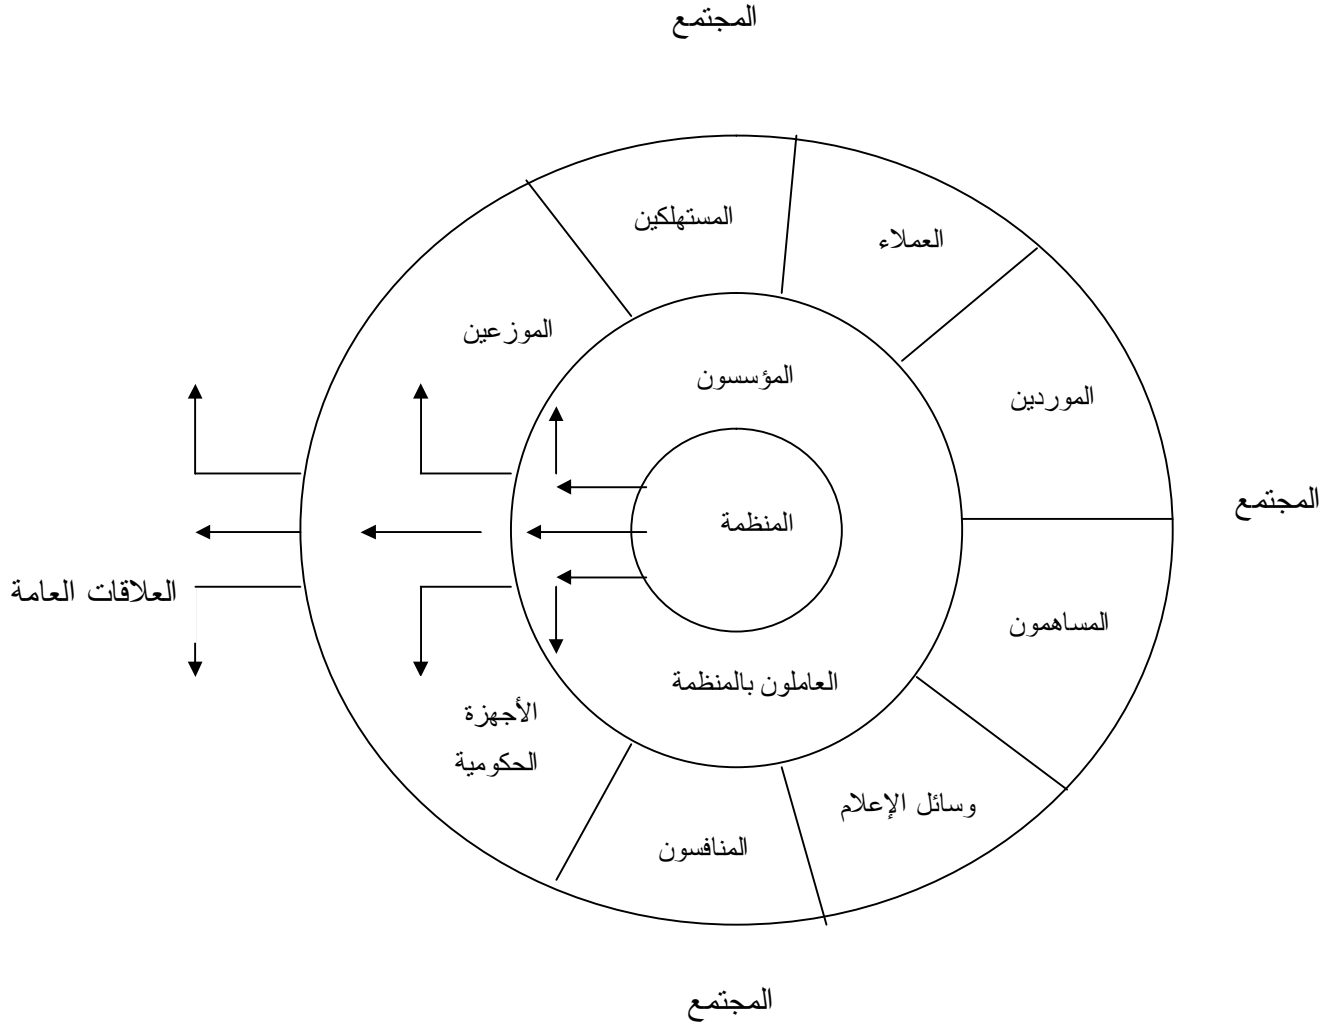 المجتمع
المستهلكين
العملاء
الموزعين
المؤسسون
الموردين
المنظمة
المجتمع
العلاقات العامة
المساهمون
العاملون بالمنظمة
الأجهزة
الحكومية
وسائل الإعلام
المنافسون
المجتمع